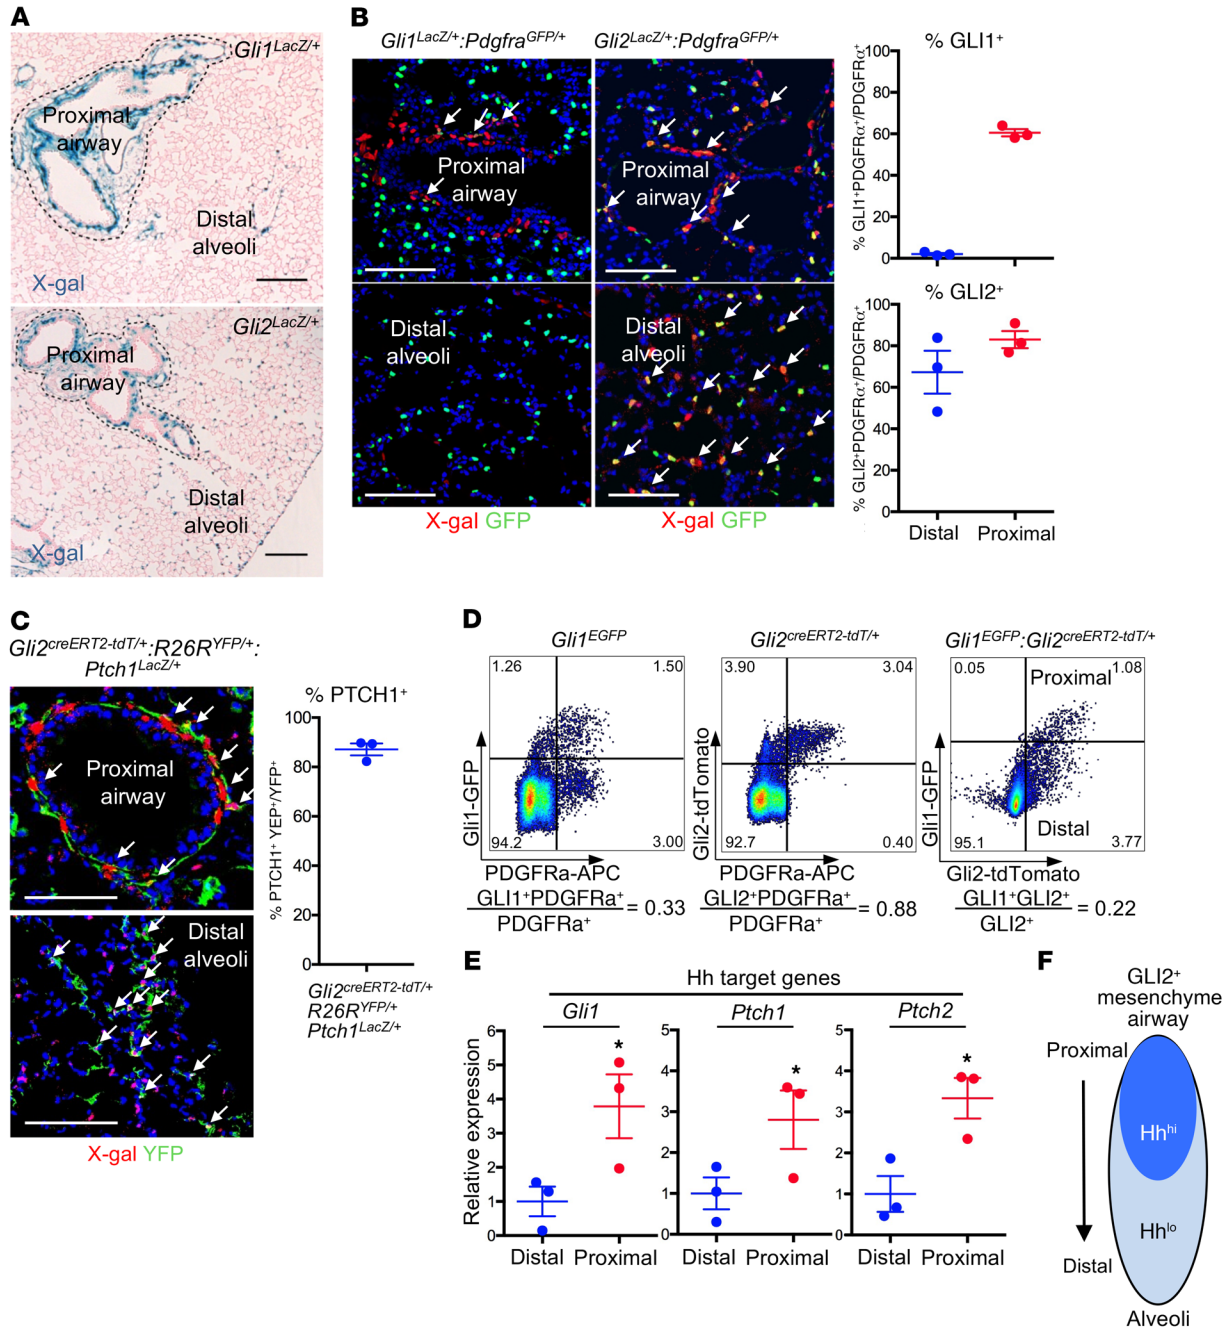 A
Gli1LacZ/+
Proximal
airway
Distal
alveoli
X-gal
Gli2LacZ/+
Proximal
airway
Distal
alveoli
X-gal
B
Gli1LacZ/+:PdgfraGFP/+
Gli2LacZ/+:PdgfraGFP/+
Proximal
airway
Proximal
airway
Distal
alveoli
Distal
alveoli
X-gal GFP
X-gal GFP
% GLI1+
% GLI1+PDGFRα+/PDGFRα+
100
80
60
40
20
0
% GLI2+
% GLI2+PDGFRα+/PDGFRα+
100
80
60
40
20
0
Distal
Proximal
C
Gli2creERT2-tdT/+:R26RYFP/+:
Ptch1LacZ/+
Proximal
airway
Distal
alveoli
X-gal YFP
% PTCH1+
% PTCH1+ YEP+/YFP+
100
80
60
40
20
0
Gli2creERT2-tdT/+
R26RYFP/+
Ptch1LacZ/+
D
Gli1EGFP
1.26
1.50
94.2
3.00
Gli1-GFP
PDGFRa-APC
GLI1+PDGFRa+
PDGFRa+
= 0.33
Gli2creERT2-tdT/+
3.90
3.04
92.7
0.40
Gli2-tdTomato
PDGFRa-APC
GLI2+PDGFRa+
PDGFRa+
= 0.88
Gli1EGFP:Gli2creERT2-tdT/+
0.05
Proximal
1.08
95.1
Distal
3.77
Gli1-GFP
Gli2-tdTomato
GLI1+GLI2+
GLI2+
= 0.22
E
Hh target genes
Relative expression
Gli1
6
5
4
3
2
1
0
*
Distal
Proximal
Ptch1
5
4
3
2
1
0
*
Distal
Proximal
Ptch2
5
4
3
2
1
0
*
Distal
Proximal
F
GLI2+
mesenchyme
airway
Proximal
Hhhi
Hhlo
Distal
Alveoli